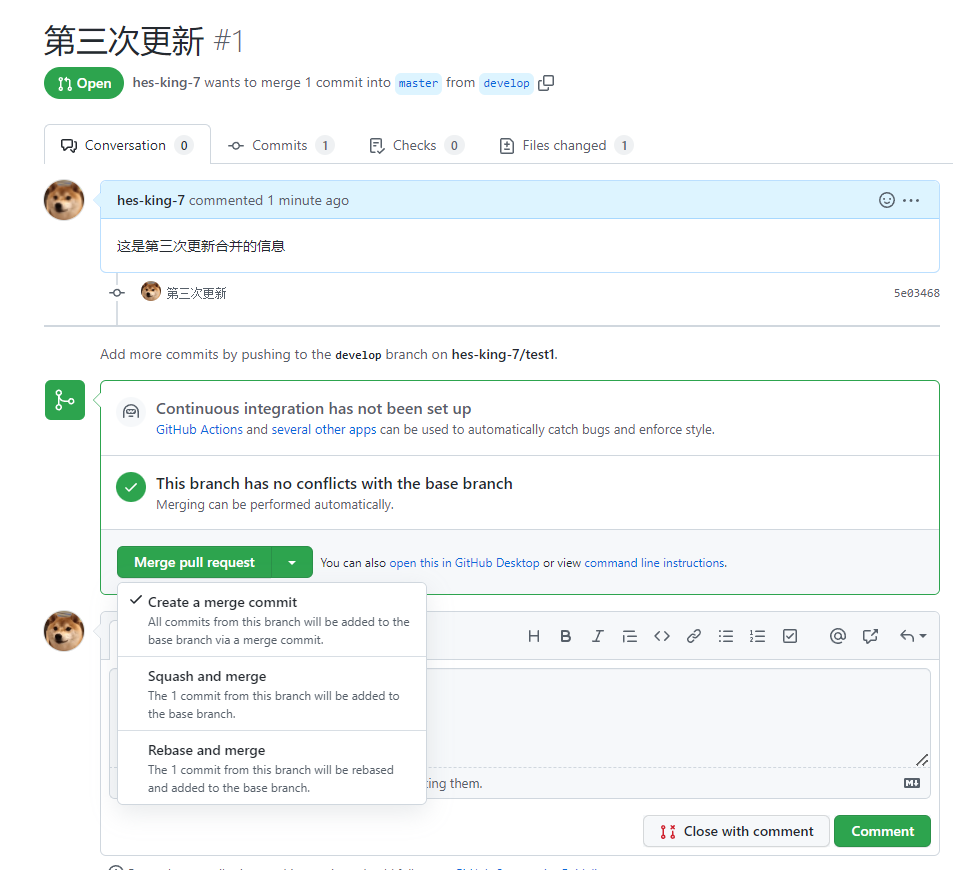 第三次更新 #1
Open hes-king-7 wants to merge 1 commit into master from develop
Conversation 0 Commits 1 Checks 0 Files changed 1
hes-king-7 commented 1 minute ago
这是第三次更新合并的信息
第三次更新 5e03468
Add more commits by pushing to the develop branch on hes-king-7/test1.
Continuous integration has not been set up
GitHub Actions and several other apps can be used to automatically catch bugs and enforce style.
This branch has no conflicts with the base branch
Merging can be performed automatically.
Merge pull request You can also open this in GitHub Desktop or view command line instructions.
Create a merge commit
All commits from this branch will be added to the
base branch via a merge commit.
Squash and merge
The 1 commit from this branch will be added to
the base branch.
Rebase and merge
The 1 commit from this branch will be rebased
and added to the base branch.
them.
Close with comment Comment